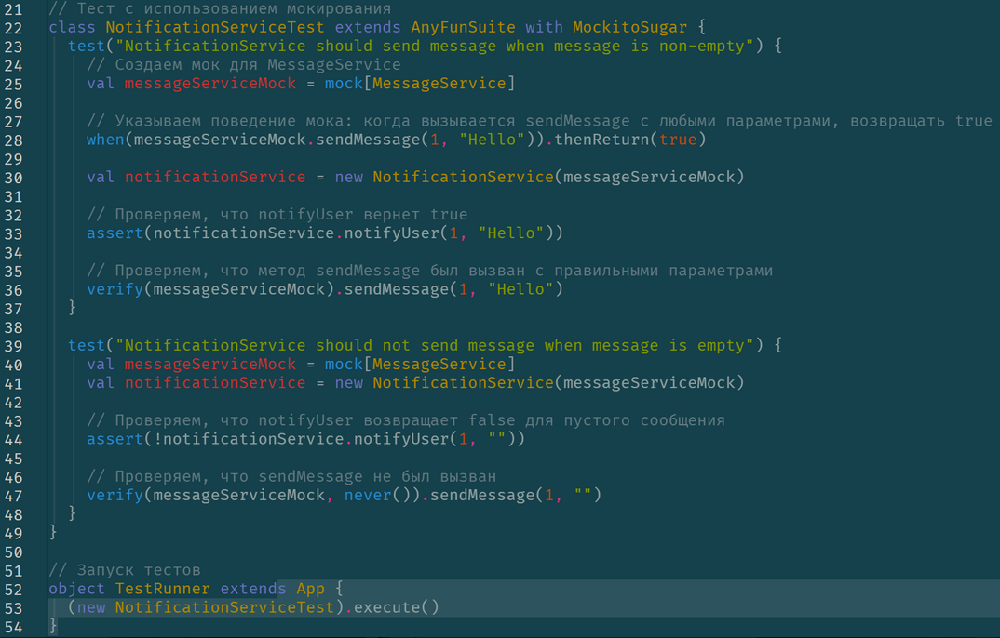 21 // Тест с использованием мокирования
22 class NotificationServiceTest extends AnyFunSuite with MockitoSugar {
23   test("NotificationService should send message when message is non-empty") {
24     // Создаем мок для MessageService
25     val messageServiceMock = mock[MessageService]
26
27     // Указываем поведение мока: когда вызывается sendMessage с любыми параметрами, возвращать true
28     when(messageServiceMock.sendMessage(1, "Hello")).thenReturn(true)
29
30     val notificationService = new NotificationService(messageServiceMock)
31
32     // Проверяем, что notifyUser вернет true
33     assert(notificationService.notifyUser(1, "Hello"))
34
35     // Проверяем, что метод sendMessage был вызван с правильными параметрами
36     verify(messageServiceMock).sendMessage(1, "Hello")
37   }
38
39   test("NotificationService should not send message when message is empty") {
40     val messageServiceMock = mock[MessageService]
41     val notificationService = new NotificationService(messageServiceMock)
42
43     // Проверяем, что notifyUser возвращает false для пустого сообщения
44     assert(!notificationService.notifyUser(1, ""))
45
46     // Проверяем, что sendMessage не был вызван
47     verify(messageServiceMock, never()).sendMessage(1, "")
48   }
49 }
50
51 // Запуск тестов
52 object TestRunner extends App {
53   (new NotificationServiceTest).execute()
54 }